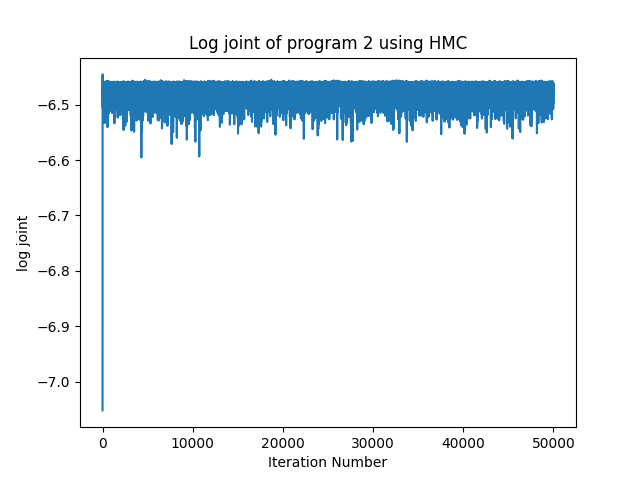 Log joint of program 2 using HMC
−6.5
−6.6
−6.7
−6.8
−6.9
−7.0
log joint
0 10000 20000 30000 40000 50000
Iteration Number